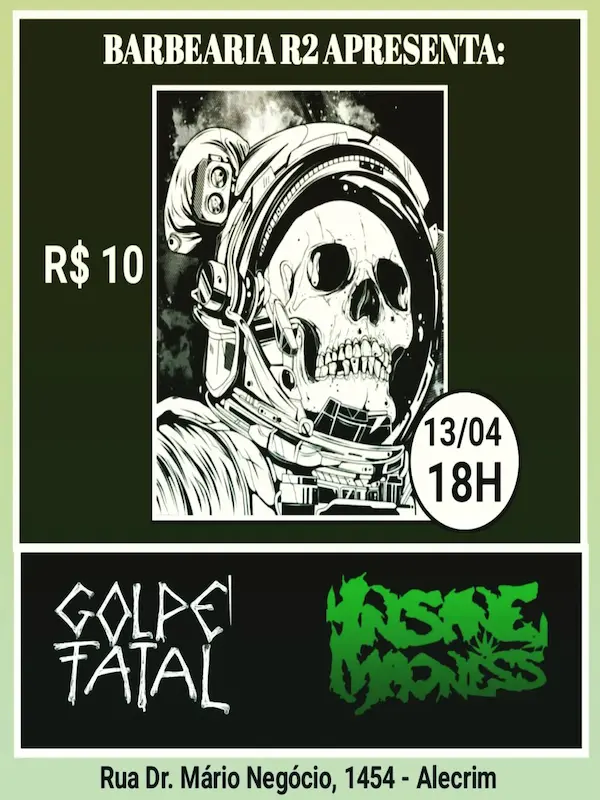 BARBEARIA R2 APRESENTA:
R$ 10
13/04
18H
GOLPE
FATAL
INSANE
MADNESS
Rua Dr. Mário Negócio, 1454 - Alecrim